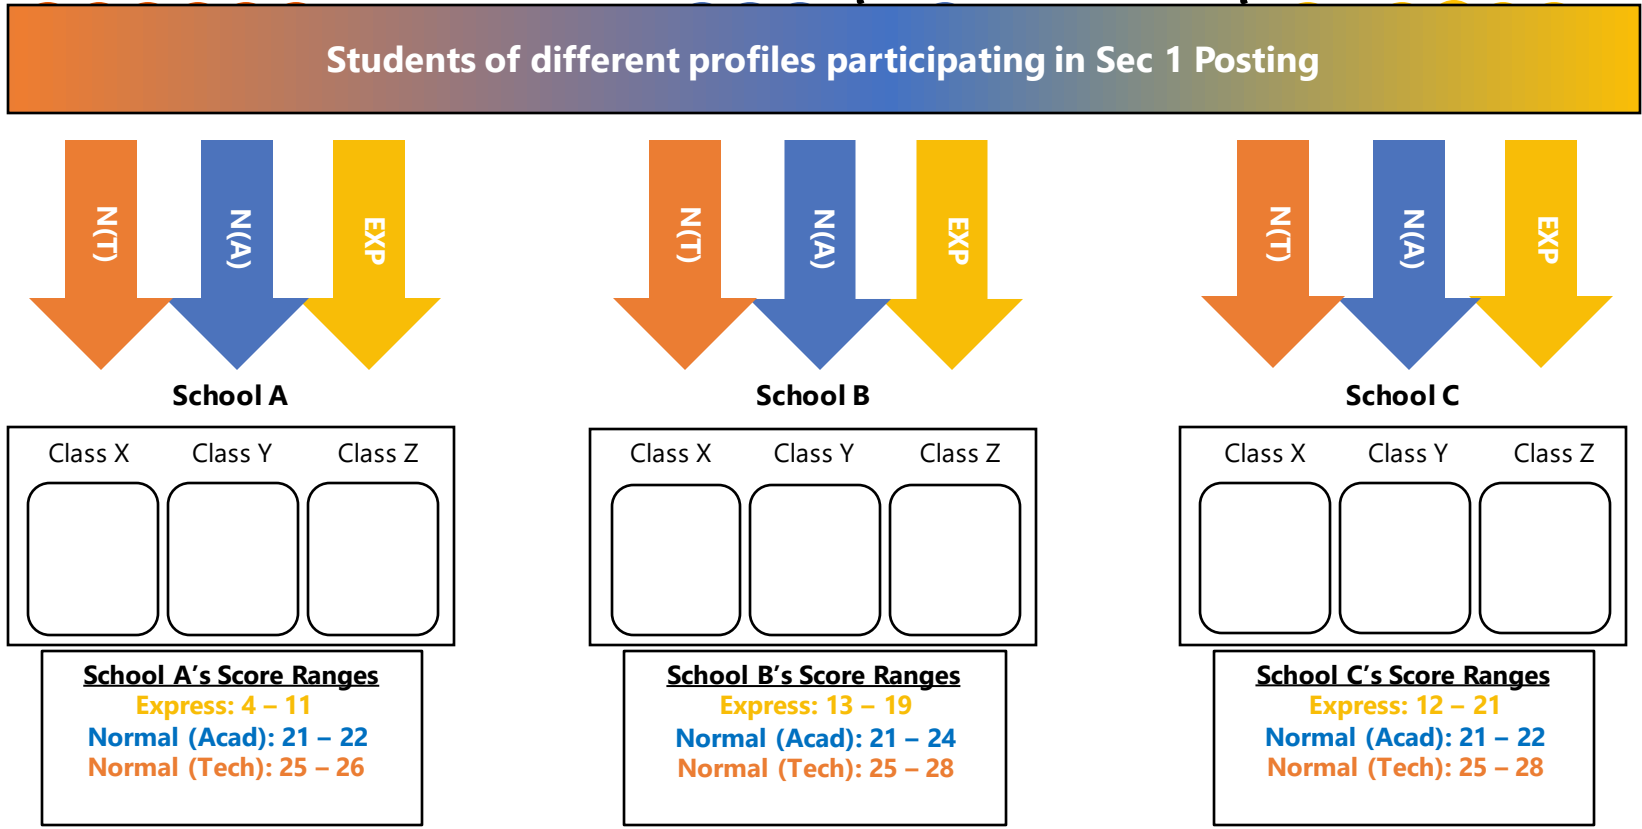 Students of different profiles participating in Sec 1 Posting
N(T)
N(A)
EXP
N(T)
N(A)
EXP
N(T)
N(A)
EXP
School A
Class X
Class Y
Class Z
School A's Score Ranges
Express: 4 – 11
Normal (Acad): 21 – 22
Normal (Tech): 25 – 26
School B
Class X
Class Y
Class Z
School B's Score Ranges
Express: 13 – 19
Normal (Acad): 21 – 24
Normal (Tech): 25 – 28
School C
Class X
Class Y
Class Z
School C's Score Ranges
Express: 12 – 21
Normal (Acad): 21 – 22
Normal (Tech): 25 – 28